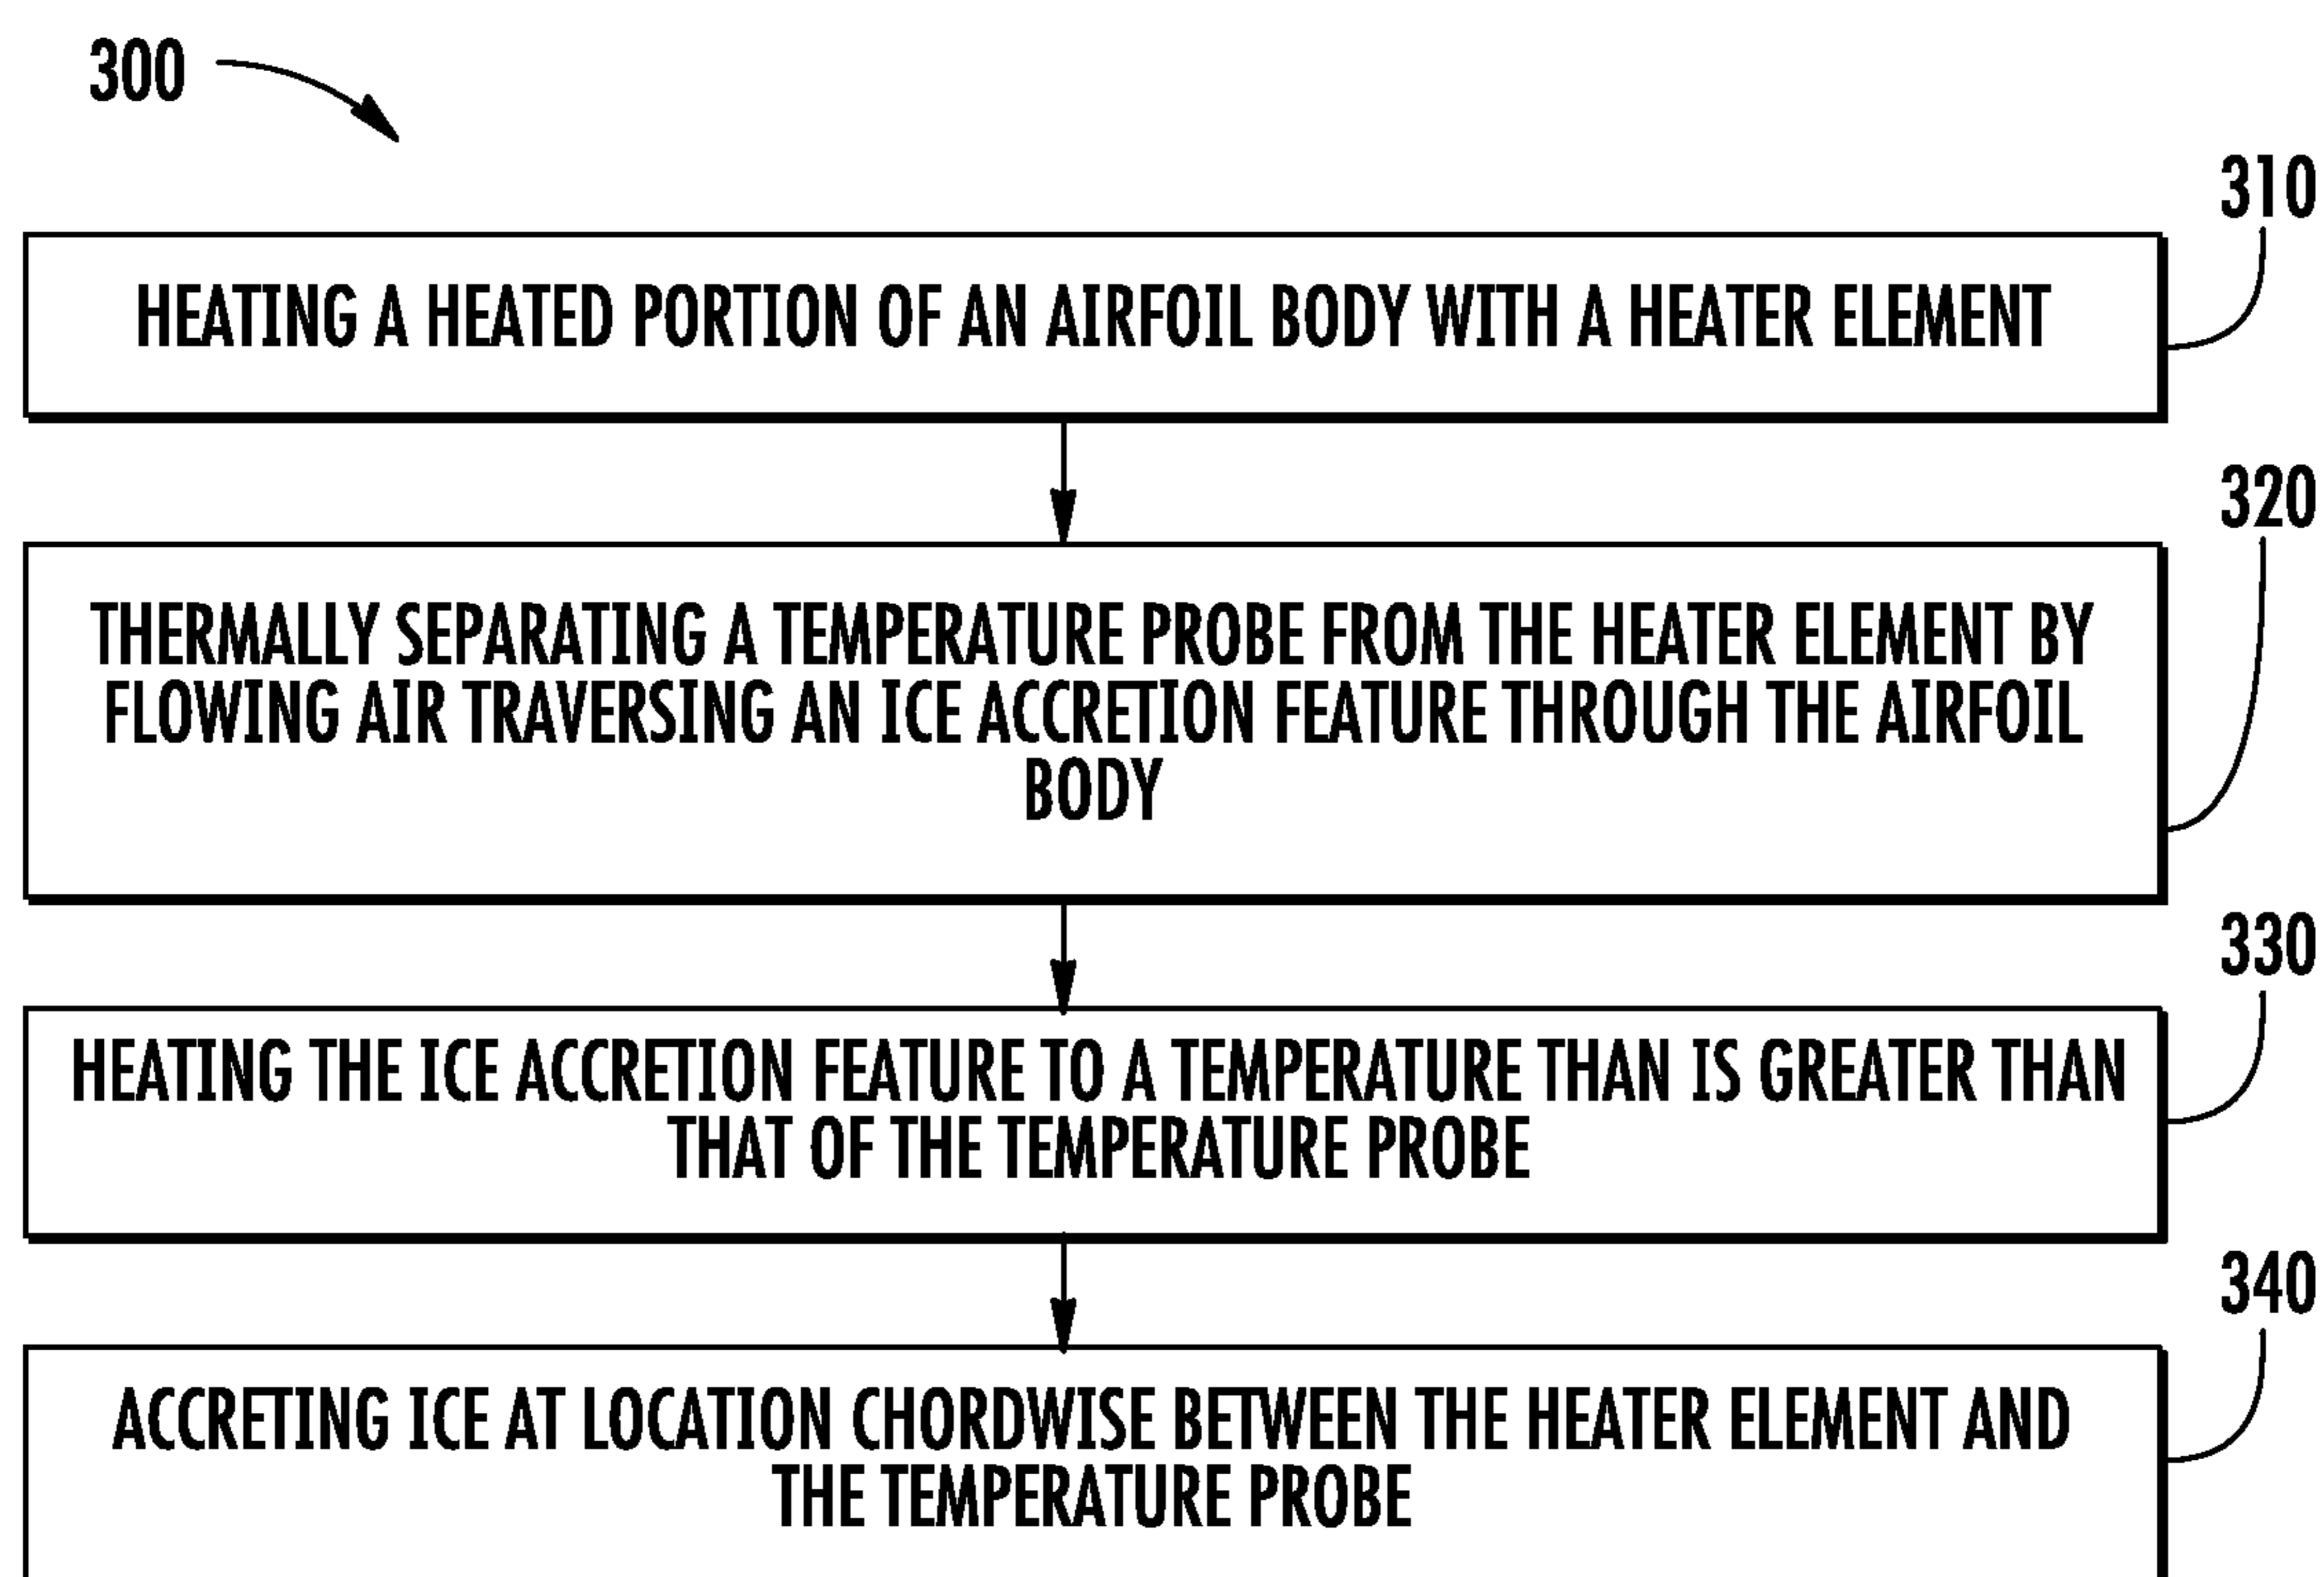 300
310
HEATING A HEATED PORTION OF AN AIRFOIL BODY WITH A HEATER ELEMENT
320
THERMALLY SEPARATING A TEMPERATURE PROBE FROM THE HEATER ELEMENT BY
FLOWING AIR TRAVERSING AN ICE ACCRETION FEATURE THROUGH THE AIRFOIL
BODY
330
HEATING THE ICE ACCRETION FEATURE TO A TEMPERATURE THAN IS GREATER THAN
THAT OF THE TEMPERATURE PROBE
340
ACCRETING ICE AT LOCATION CHORDWISE BETWEEN THE HEATER ELEMENT AND
THE TEMPERATURE PROBE